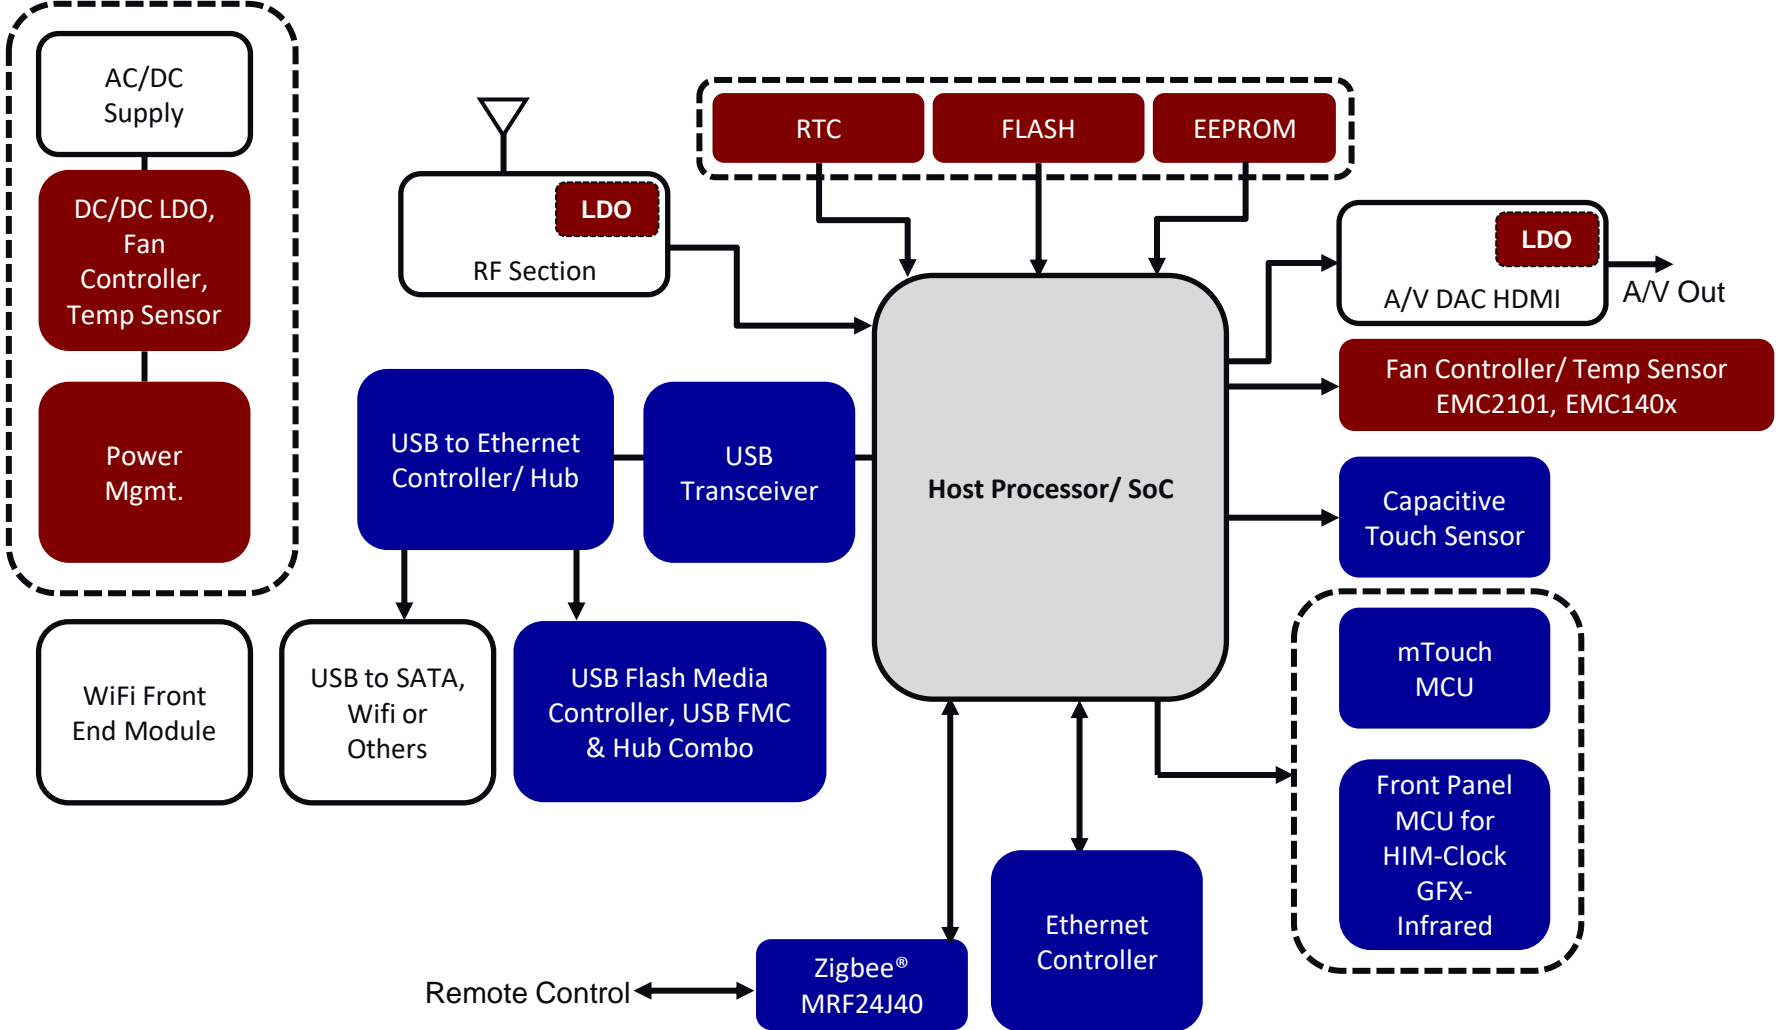 AC/DC
Supply
DC/DC LDO,
Fan
Controller,
Temp Sensor
Power
Mgmt.
WiFi Front
End Module
LDO
RF Section
RTC
FLASH
EEPROM
LDO
A/V DAC HDMI
A/V Out
Fan Controller/ Temp Sensor
EMC2101, EMC140x
USB to Ethernet
Controller/ Hub
USB
Transceiver
Host Processor/ SoC
Capacitive
Touch Sensor
USB to SATA,
Wifi or
Others
USB Flash Media
Controller, USB FMC
& Hub Combo
mTouch
MCU
Front Panel
MCU for
HIM-Clock
GFX-
Infrared
Ethernet
Controller
Remote Control
Zigbee®
MRF24J40